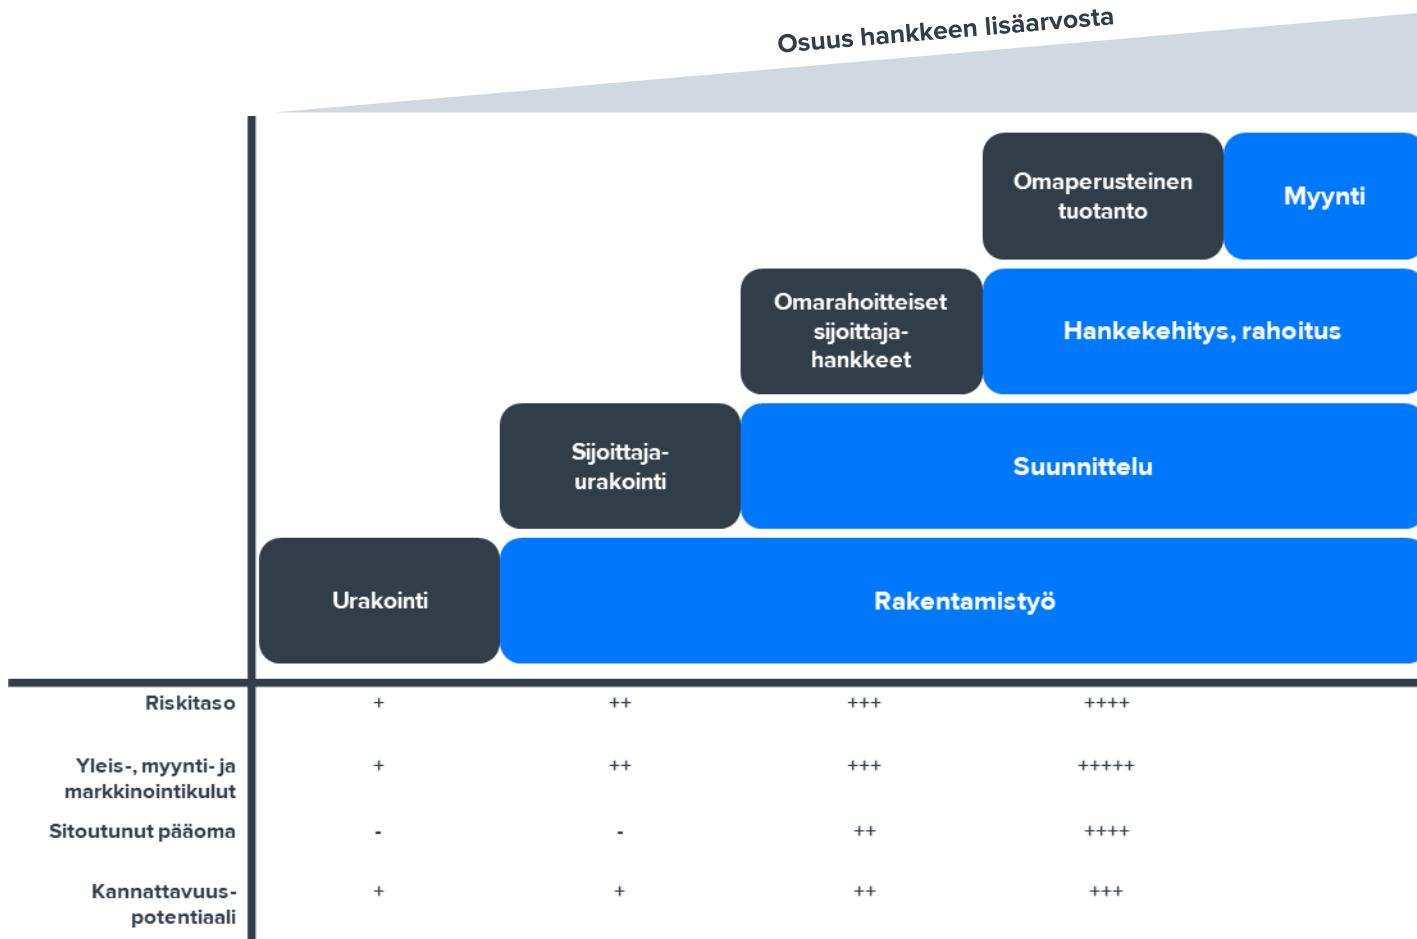 Osuus hankkeen lisäarvosta
Omaperusteinen
tuotanto
Myynti
Omarahoitteiset
sijoittaja-
hankkeet
Hankekehitys, rahoitus
Sijoittaja-
urakointi
Suunnittelu
Urakointi
Rakentamistyö
Riskitaso + ++ +++ ++++
Yleis-, myynti- ja + ++ +++ +++++
markkinointikulut
Sitoutunut pääoma - - ++ ++++
Kannattavuus- + + ++ +++
potentiaali